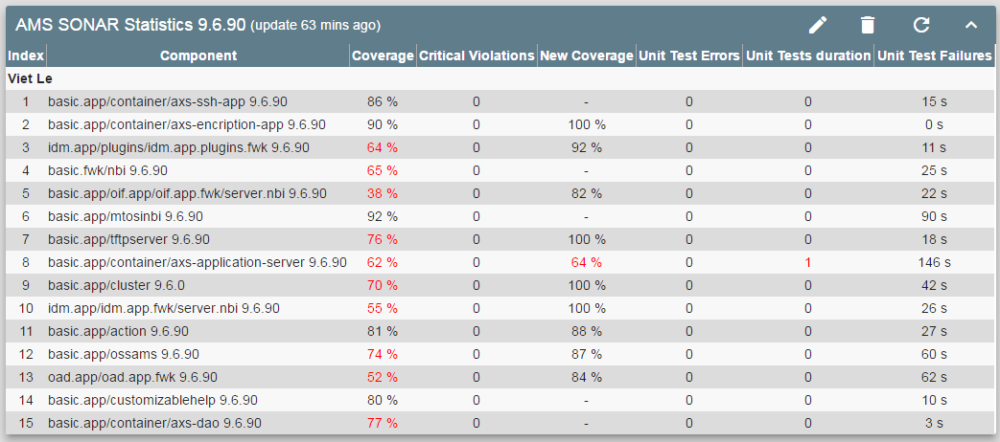 AMS SONAR Statistics 9.6.90 (update 63 mins ago)
Index Component Coverage Critical Violations New Coverage Unit Test Errors Unit Tests duration Unit Test Failures
Viet Le
1 basic.app/container/axs-ssh-app 9.6.90 86 % 0 - 0 0 15 s
2 basic.app/container/axs-encription-app 9.6.90 90 % 0 100 % 0 0 0 s
3 idm.app/plugins/idm.app.plugins.fwk 9.6.90 64 % 0 92 % 0 0 11 s
4 basic.fwk/nbi 9.6.90 65 % 0 - 0 0 25 s
5 basic.app/oif.app/oif.app.fwk/server.nbi 9.6.90 38 % 0 82 % 0 0 22 s
6 basic.app/mtosinbi 9.6.90 92 % 0 - 0 0 90 s
7 basic.app/tftpserver 9.6.90 76 % 0 100 % 0 0 18 s
8 basic.app/container/axs-application-server 9.6.90 62 % 0 64 % 0 1 146 s
9 basic.app/cluster 9.6.0 70 % 0 100 % 0 0 42 s
10 idm.app/idm.app.fwk/server.nbi 9.6.90 55 % 0 100 % 0 0 26 s
11 basic.app/action 9.6.90 81 % 0 88 % 0 0 27 s
12 basic.app/ossams 9.6.90 74 % 0 87 % 0 0 60 s
13 oad.app/oad.app.fwk 9.6.90 52 % 0 84 % 0 0 62 s
14 basic.app/customizablehelp 9.6.90 80 % 0 - 0 0 10 s
15 basic.app/container/axs-dao 9.6.90 77 % 0 - 0 0 3 s